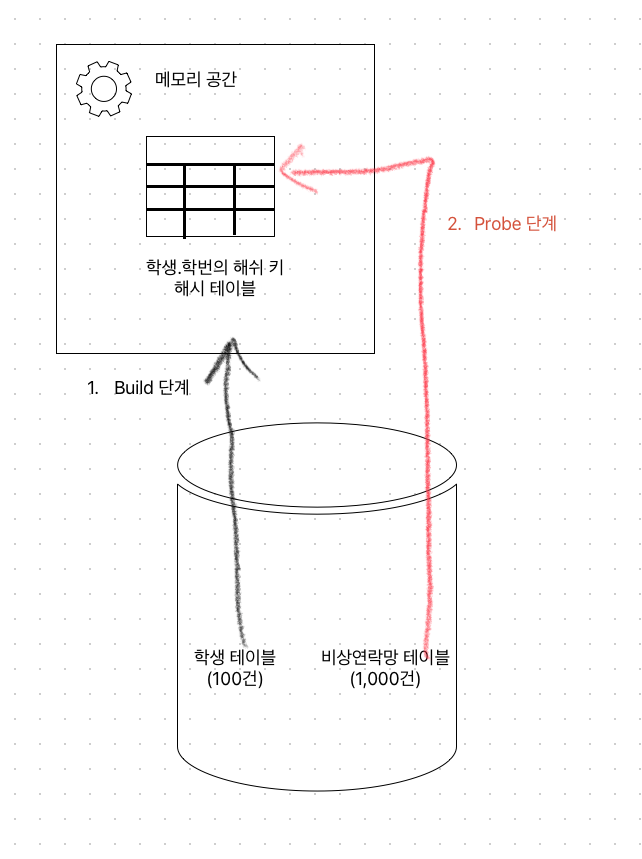 메모리 공간
학생.학번의 해쉬 키
해시 테이블
2. Probe 단계
1. Build 단계
학생 테이블
(100건)
비상연락망 테이블
(1,000건)